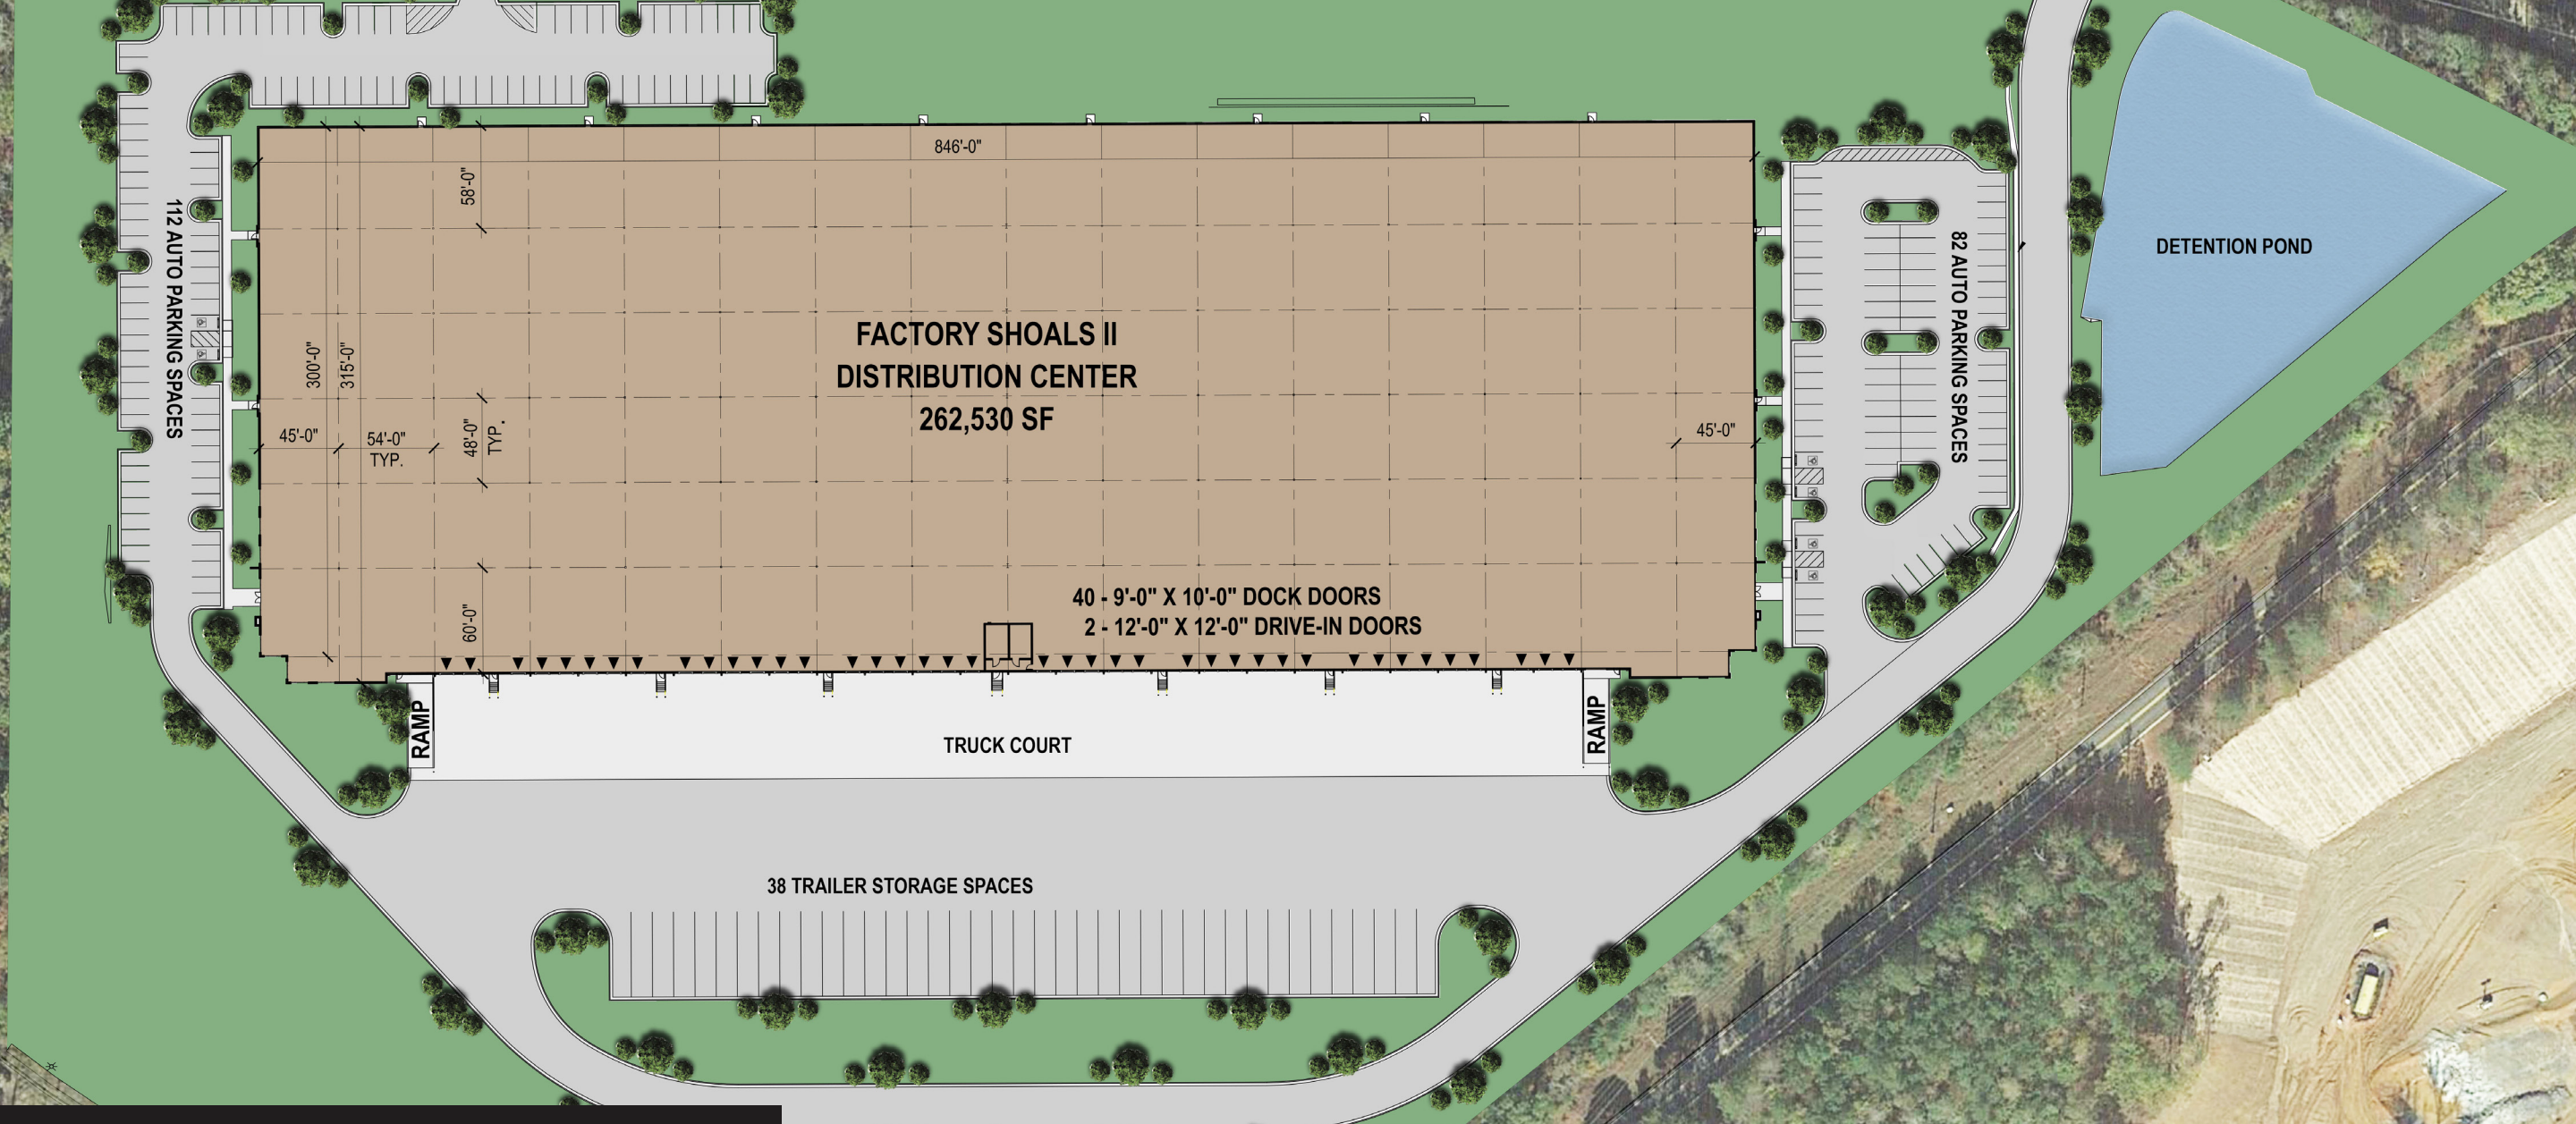 846'-0"
58'-0"
112 AUTO PARKING SPACES
82 AUTO PARKING SPACES
DETENTION POND
FACTORY SHOALS II
DISTRIBUTION CENTER
262,530 SF
300'-0"
315'-0"
45'-0"
54'-0"
TYP.
48'-0"
TYP.
45'-0"
60'-0"
40 - 9'-0" X 10'-0" DOCK DOORS
2 - 12'-0" X 12'-0" DRIVE-IN DOORS
RAMP
TRUCK COURT
RAMP
38 TRAILER STORAGE SPACES